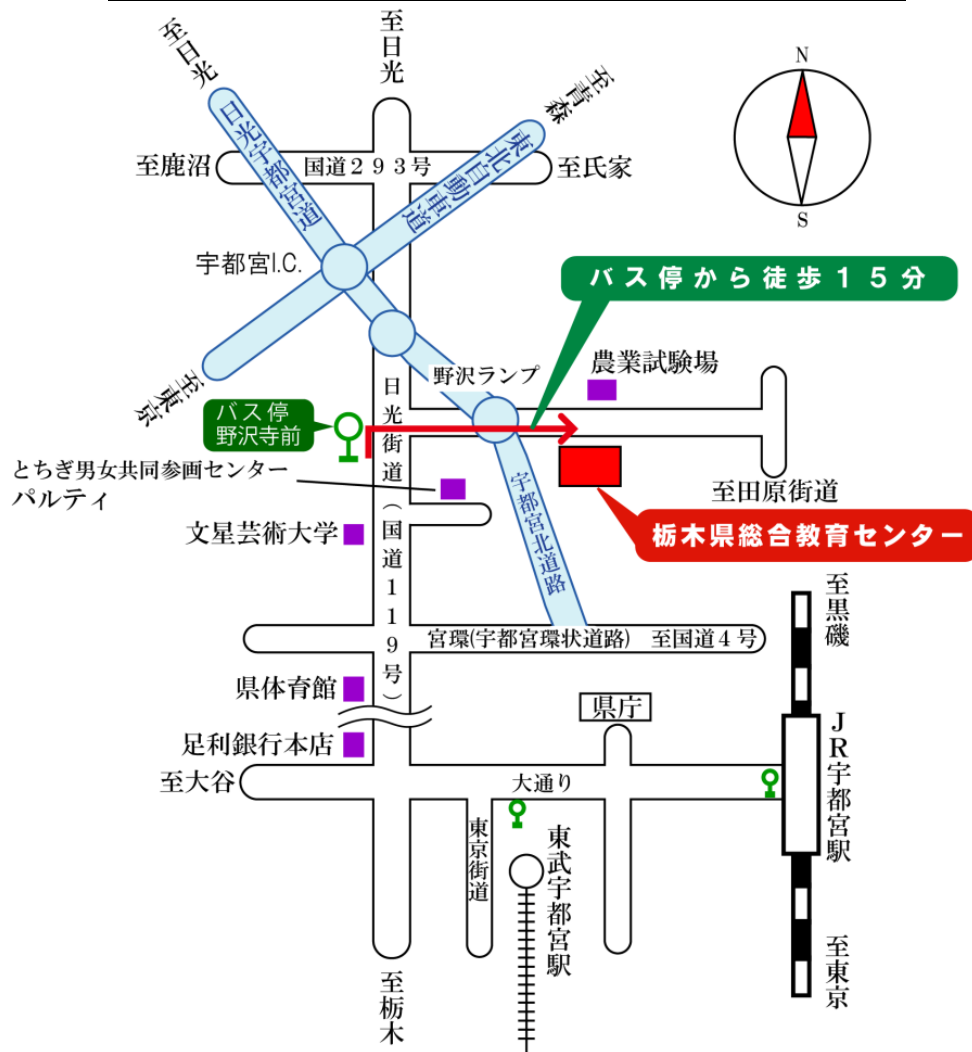 至日光
至日光
至青森
N
S
日光宇都宮道
東北自動車道
至鹿沼
国道293号
至氏家
宇都宮I.C.
バス停から徒歩15分
至東京
野沢ランプ
農業試験場
バス停
野沢寺前
日光街道(国道119号)
とちぎ男女共同参画センター
パルティ
至田原街道
文星芸術大学
宇都宮北道路
栃木県総合教育センター
至黒磯
宮環(宇都宮環状道路)
至国道4号
県体育館
県庁
JR宇都宮駅
足利銀行本店
至大谷
大通り
東京街道
東武宇都宮駅
至東京
至栃木